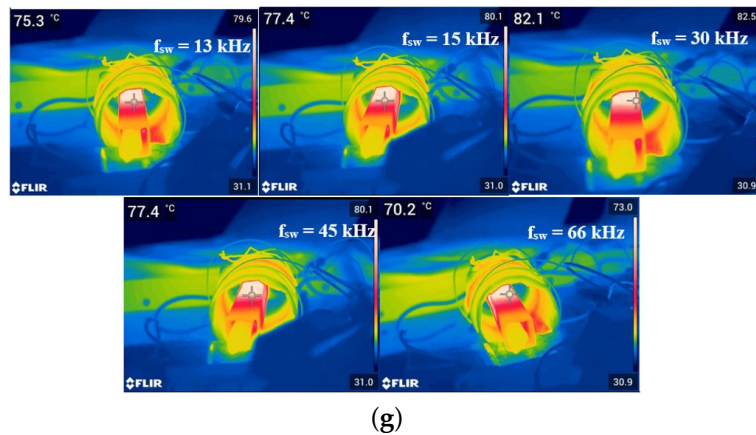 75.3 °C
79.6
fsw = 13 kHz
FLIR
31.1
77.4 °C
80.1
fsw = 15 kHz
FLIR
31.0
82.1 °C
82.5
fsw = 30 kHz
FLIR
30.9
77.4 °C
80.1
fsw = 45 kHz
FLIR
31.0
70.2 °C
73.0
fsw = 66 kHz
FLIR
30.9
(g)